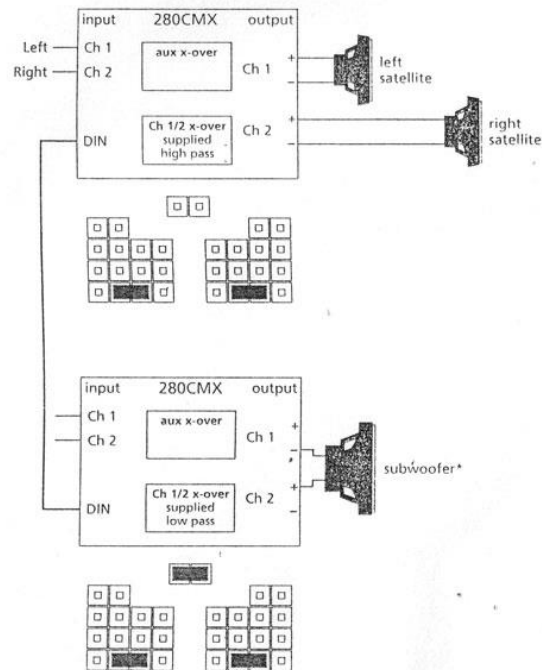 input 280CMX output
Left Ch 1 aux x-over + left
Right Ch 2 Ch 1 - satellite
Ch 1/2 x-over Ch 2 + right
DIN supplied - satellite
high pass
input 280CMX output
Ch 1 aux x-over +
Ch 2 Ch 1 -
subwoofer*
Ch 1/2 x-over Ch 2 +
DIN supplied -
low pass